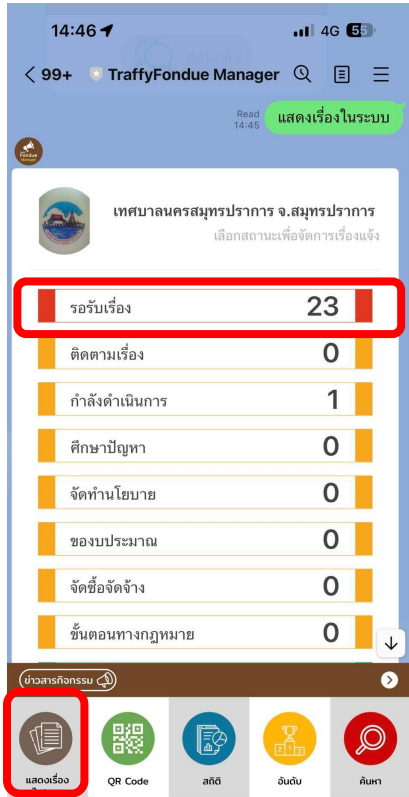 14:46
4G 55
99+ TraffyFondue Manager
Read
14:45
แสดงเรื่องในระบบ
Fondue
Manager
เทศบาลนครสมุทรปราการ จ.สมุทรปราการ
เลือกสถานะเพื่อจัดการเรื่องแจ้ง
รอรับเรื่อง 23
ติดตามเรื่อง 0
กำลังดำเนินการ 1
ศึกษาปัญหา 0
จัดทำนโยบาย 0
ของบประมาณ 0
จัดซื้อจัดจ้าง 0
ขั้นตอนทางกฎหมาย 0
ข่าวสารกิจกรรม
แสดงเรื่อง
QR Code
สถิติ
อันดับ
ค้นหา